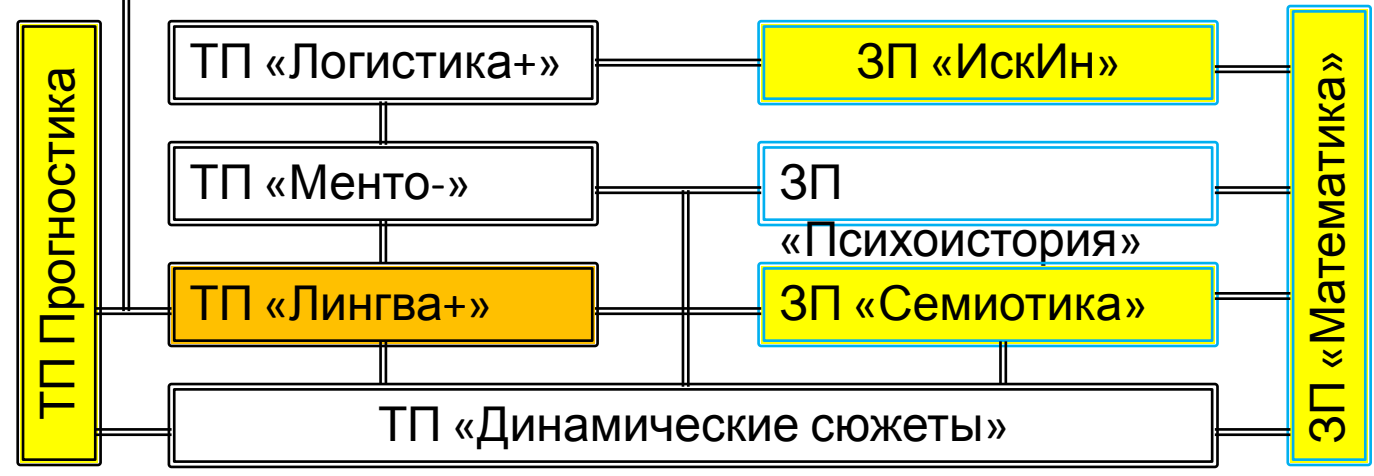 ТП Прогностика
ТП «Логистика+»
ЗП «ИскИн»
ТП «Менто-»
ЗП
«Психоистория»
ТП «Лингва+»
ЗП «Семиотика»
ТП «Динамические сюжеты»
ЗП «Математика»